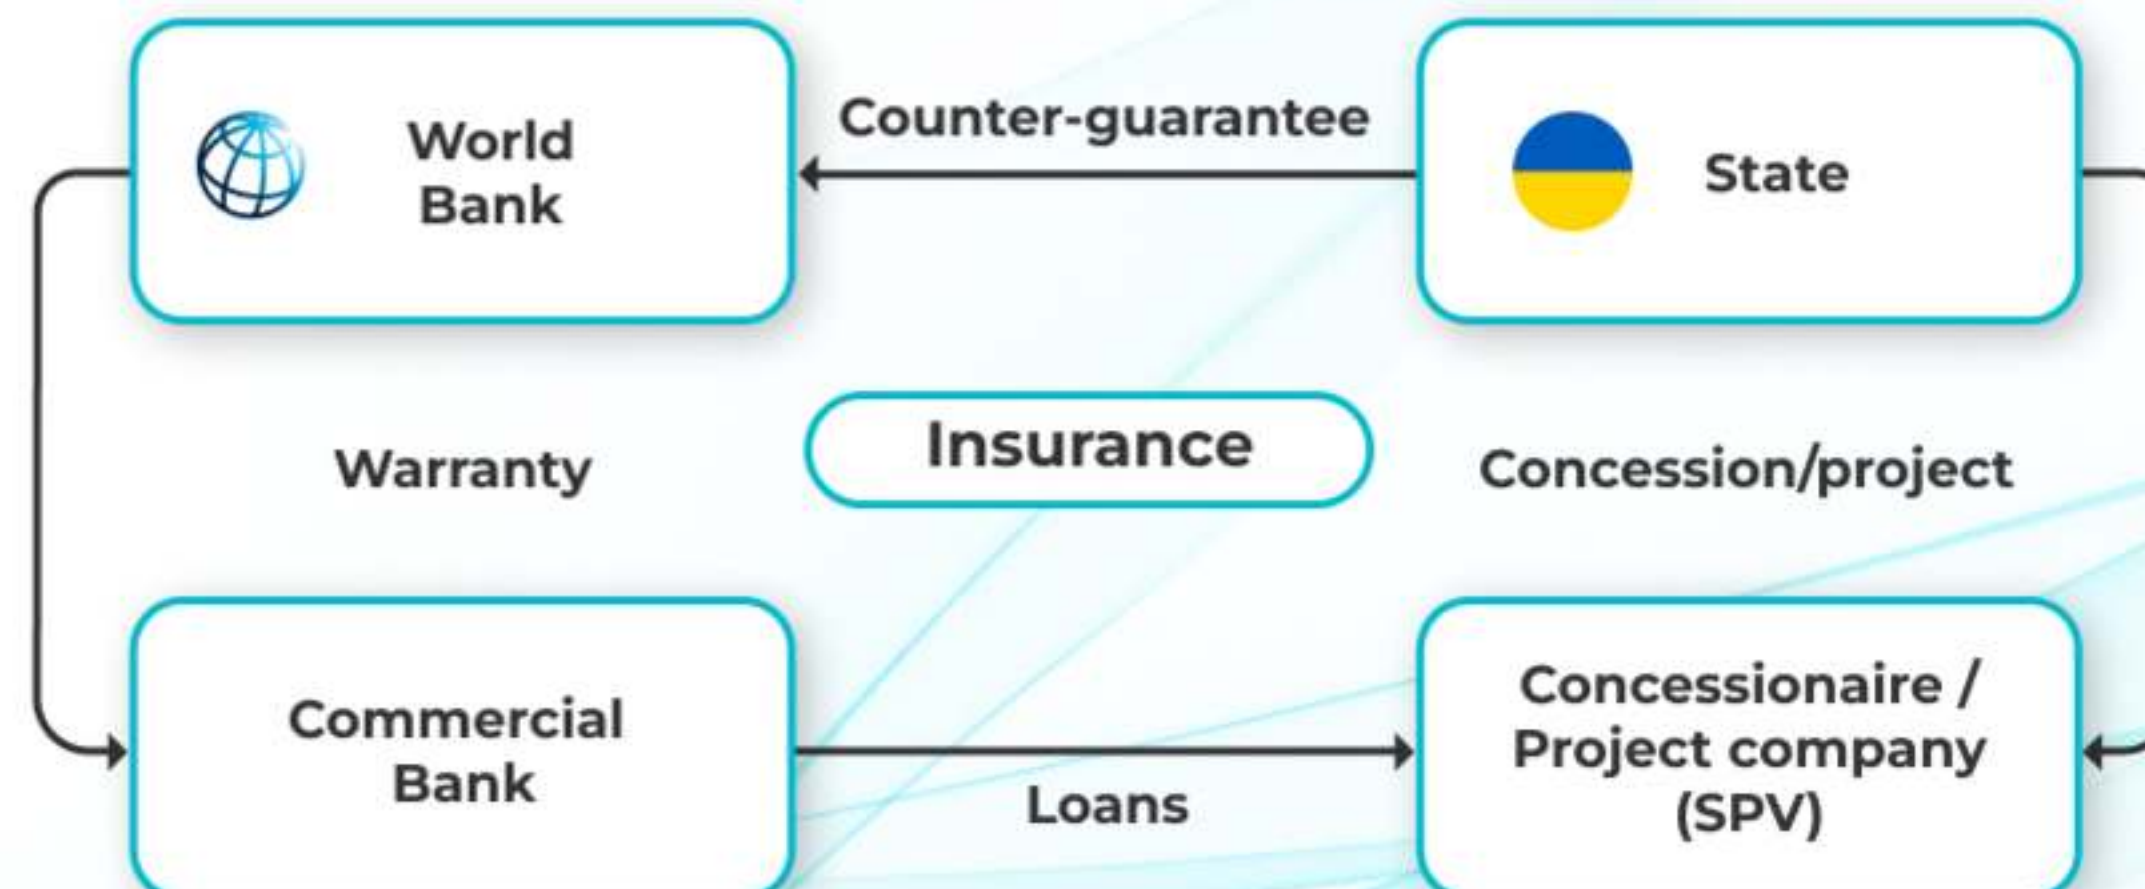 World
Bank
Counter-guarantee
State
Warranty
Insurance
Concession/project
Commercial
Bank
Loans
Concessionaire /
Project company
(SPV)